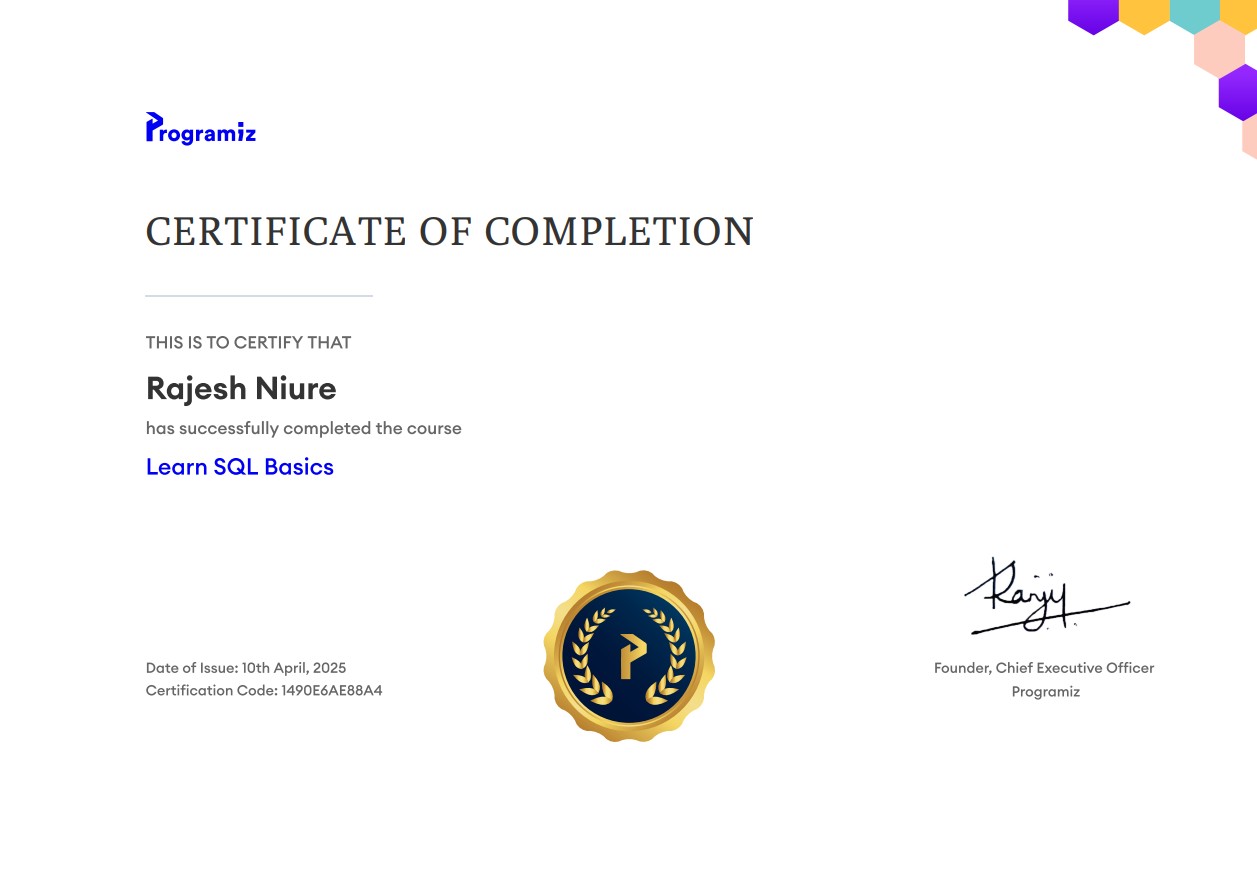 Programiz
CERTIFICATE OF COMPLETION
THIS IS TO CERTIFY THAT
Rajesh Niure
has successfully completed the course
Learn SQL Basics
Ranjit
Date of Issue: 10th April, 2025
Certification Code: 1490E6AE88A4
P
Founder, Chief Executive Officer
Programiz